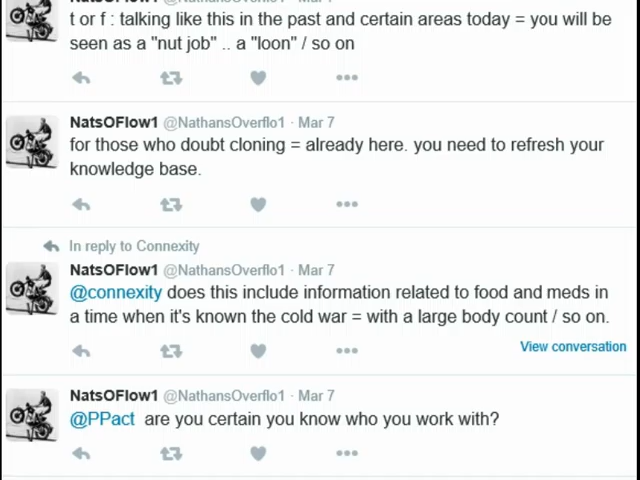 NatsOFlow1 @NathansOverflo1 · Mar 7
t or f : talking like this in the past and certain areas today = you will be
seen as a "nut job" .. a "loon" / so on
NatsOFlow1 @NathansOverflo1 · Mar 7
for those who doubt cloning = already here. you need to refresh your
knowledge base.
In reply to Connexity
NatsOFlow1 @NathansOverflo1 · Mar 7
@connexity does this include information related to food and meds in
a time when it's known the cold war = with a large body count / so on.
View conversation
NatsOFlow1 @NathansOverflo1 · Mar 7
@PPact  are you certain you know who you work with?